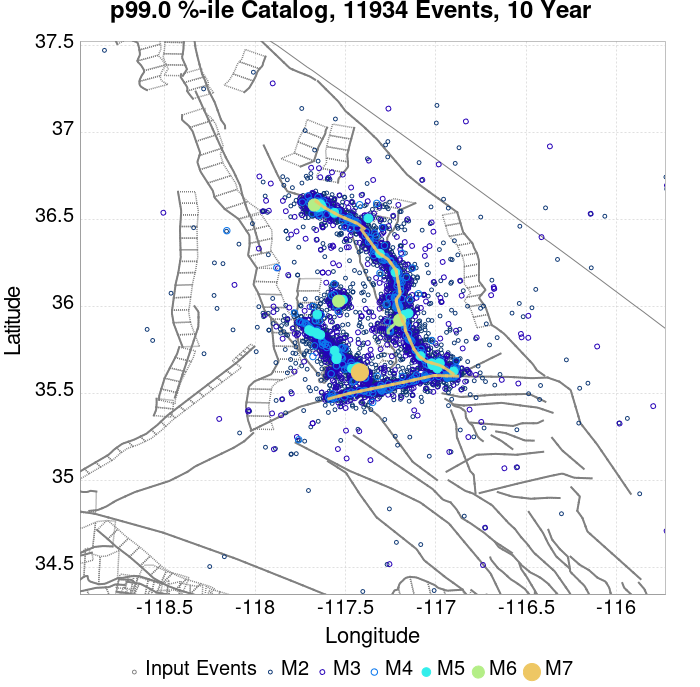 p99.0 %-ile Catalog, 11934 Events, 10 Year
37.5
37
36.5
36
35.5
35
34.5
Latitude
-118.5 -118 -117.5 -117 -116.5 -116
Longitude
Input Events M2 M3 M4 M5 M6 M7